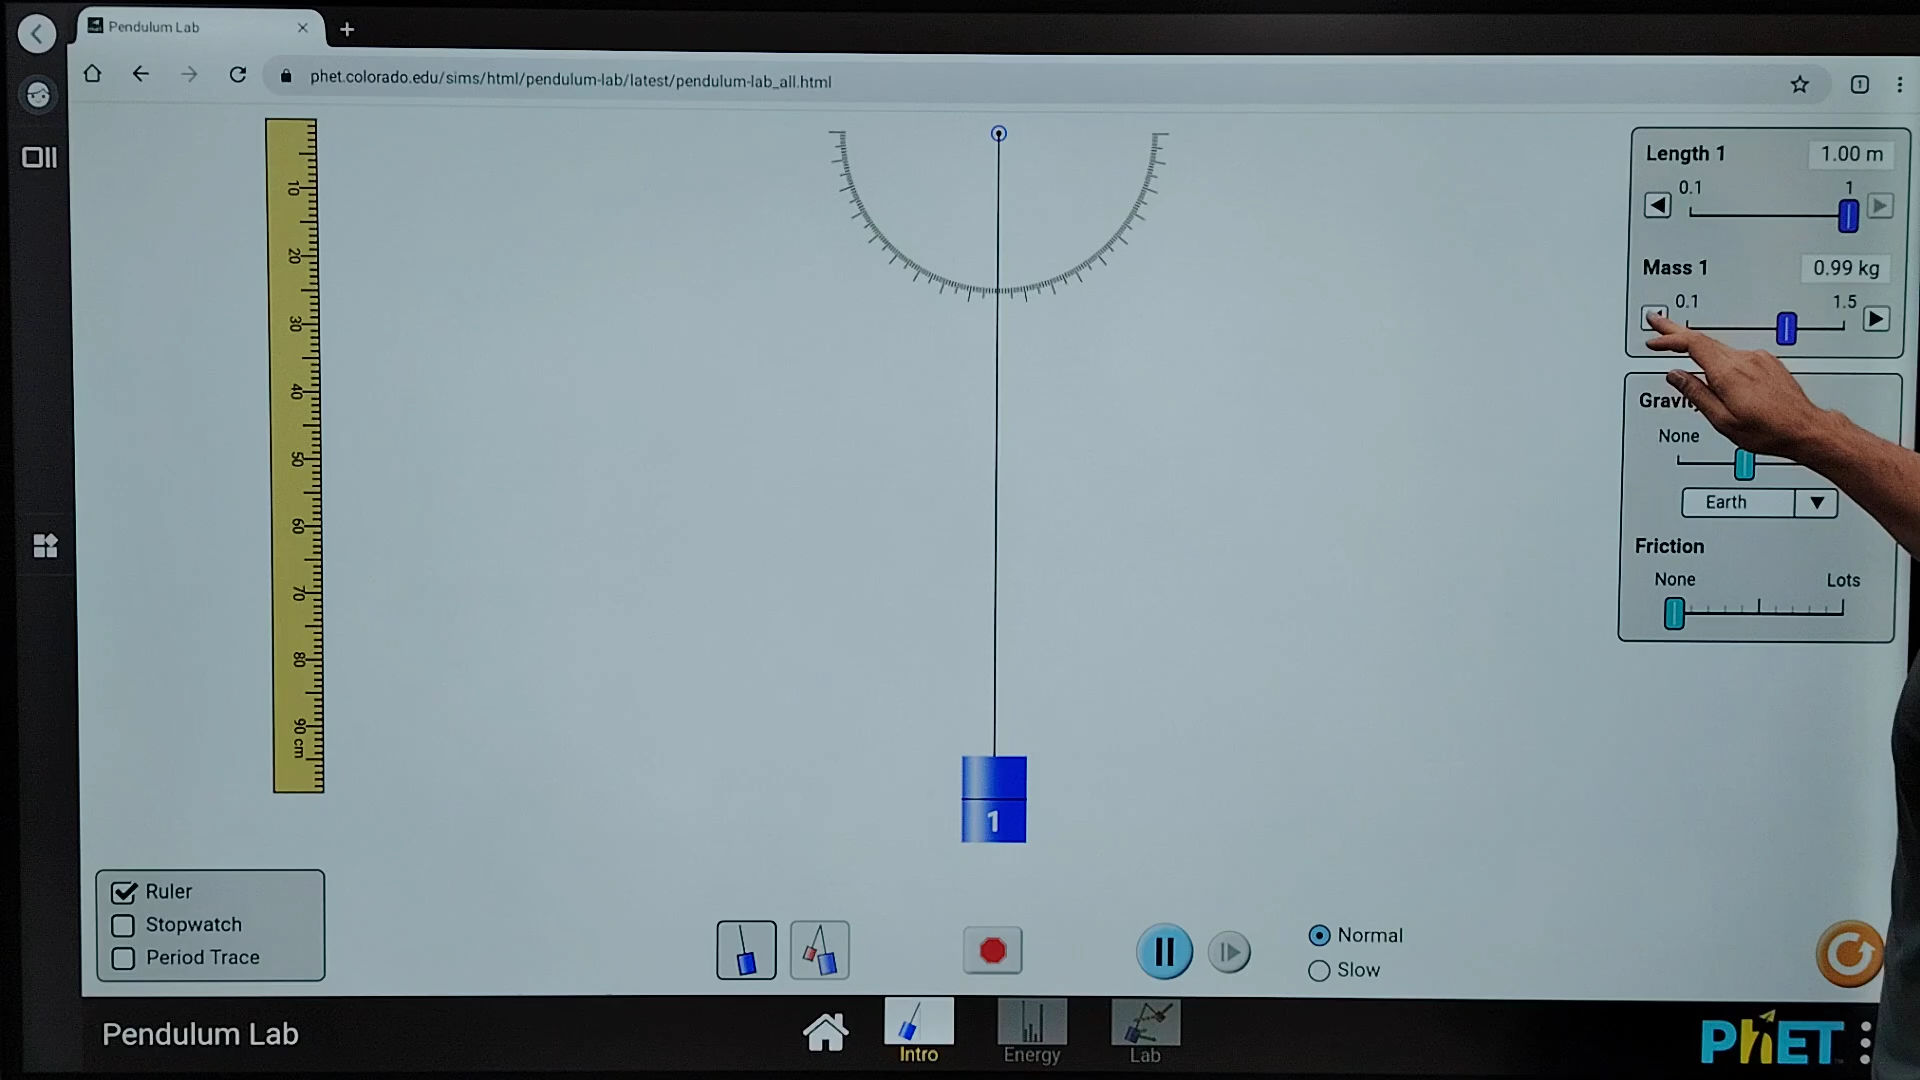 Pendulum Lab
phet.colorado.edu/sims/html/pendulum-lab/latest/pendulum-lab_all.html
1
10
20
30
40
50
60
70
80
90 cm
1
Length 1
1.00 m
0.1
1
Mass 1
0.99 kg
0.1
1.5
None
Earth
Friction
None
Lots
Ruler
Stopwatch
Period Trace
Normal
Slow
Pendulum Lab
Intro
Energy
Lab
PhET